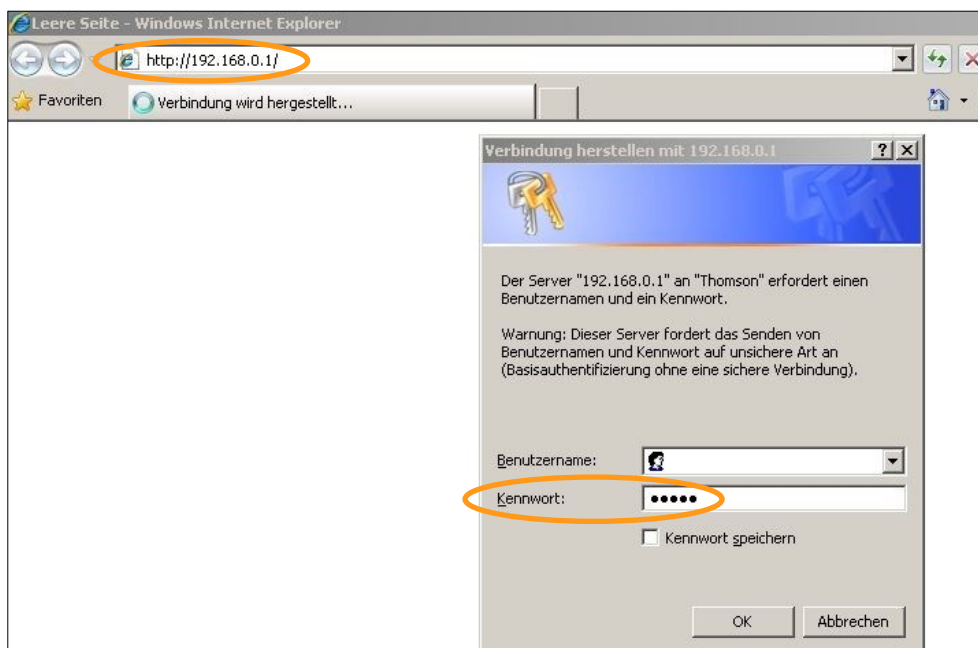 Leere Seite - Windows Internet Explorer
http://192.168.0.1/
Favoriten
Verbindung wird hergestellt...
Verbindung herstellen mit 192.168.0.1
Der Server "192.168.0.1" an "Thomson" erfordert einen
Benutzernamen und ein Kennwort.
Warnung: Dieser Server fordert das Senden von
Benutzernamen und Kennwort auf unsichere Art an
(Basisauthentifizierung ohne eine sichere Verbindung).
Benutzername:
Kennwort: •••••
Kennwort speichern
OK Abbrechen